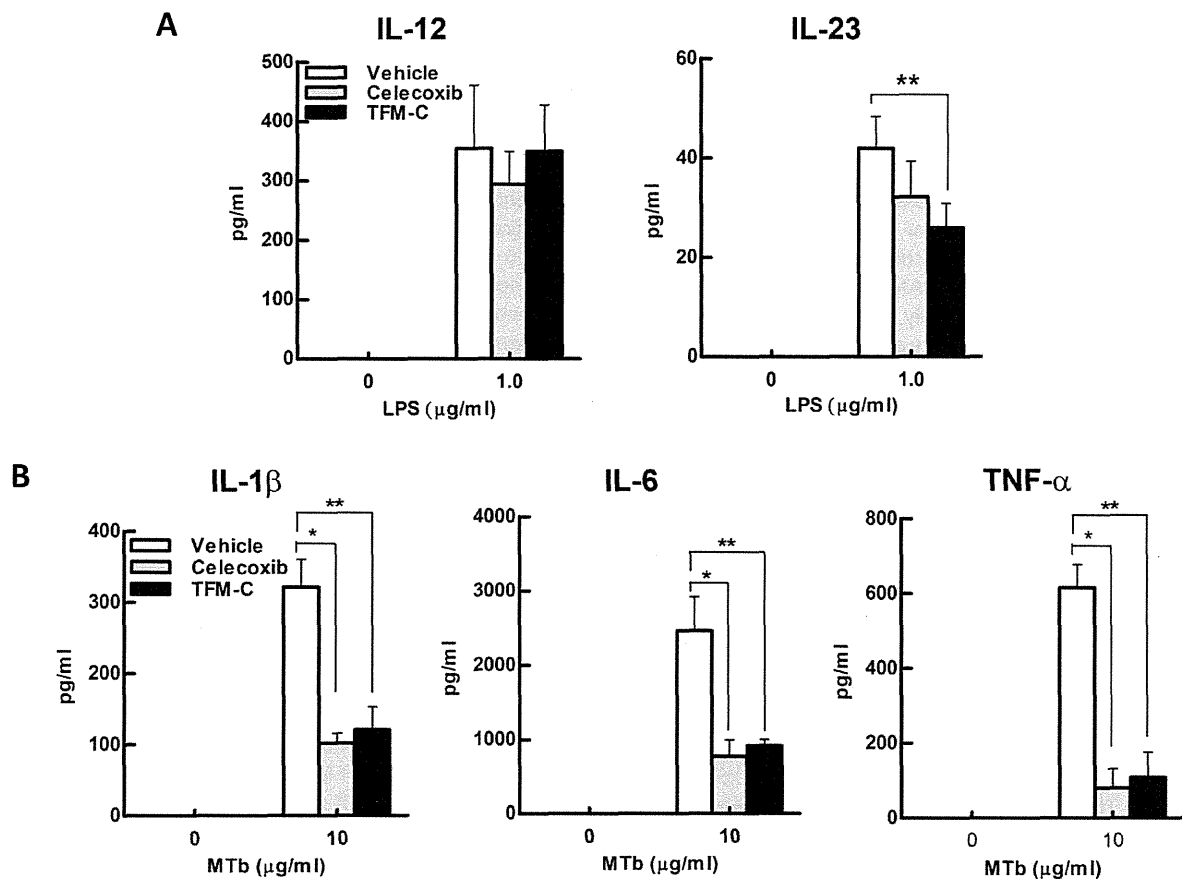 A
IL-12
500
400
300
200
100
0
pg/ml
Vehicle
Celecoxib
TFM-C
0
1.0
LPS (μg/ml)
IL-23
60
40
20
0
pg/ml
**
0
1.0
LPS (μg/ml)
B
IL-1β
400
300
200
100
0
pg/ml
Vehicle
Celecoxib
TFM-C
**
*
0
10
MTb (μg/ml)
IL-6
4000
3000
2000
1000
0
pg/ml
**
*
0
10
MTb (μg/ml)
TNF-α
800
600
400
200
0
pg/ml
**
*
0
10
MTb (μg/ml)